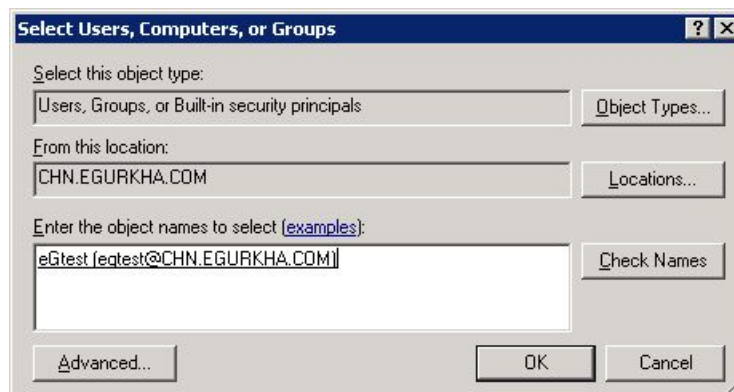 Select Users, Computers, or Groups
Select this object type:
Users, Groups, or Built-in security principals
Object Types...
From this location:
CHN.EGURKHA.COM
Locations...
Enter the object names to select (examples):
eGtest (eqtest@CHN.EGURKHA.COM)
Check Names
Advanced...
OK
Cancel